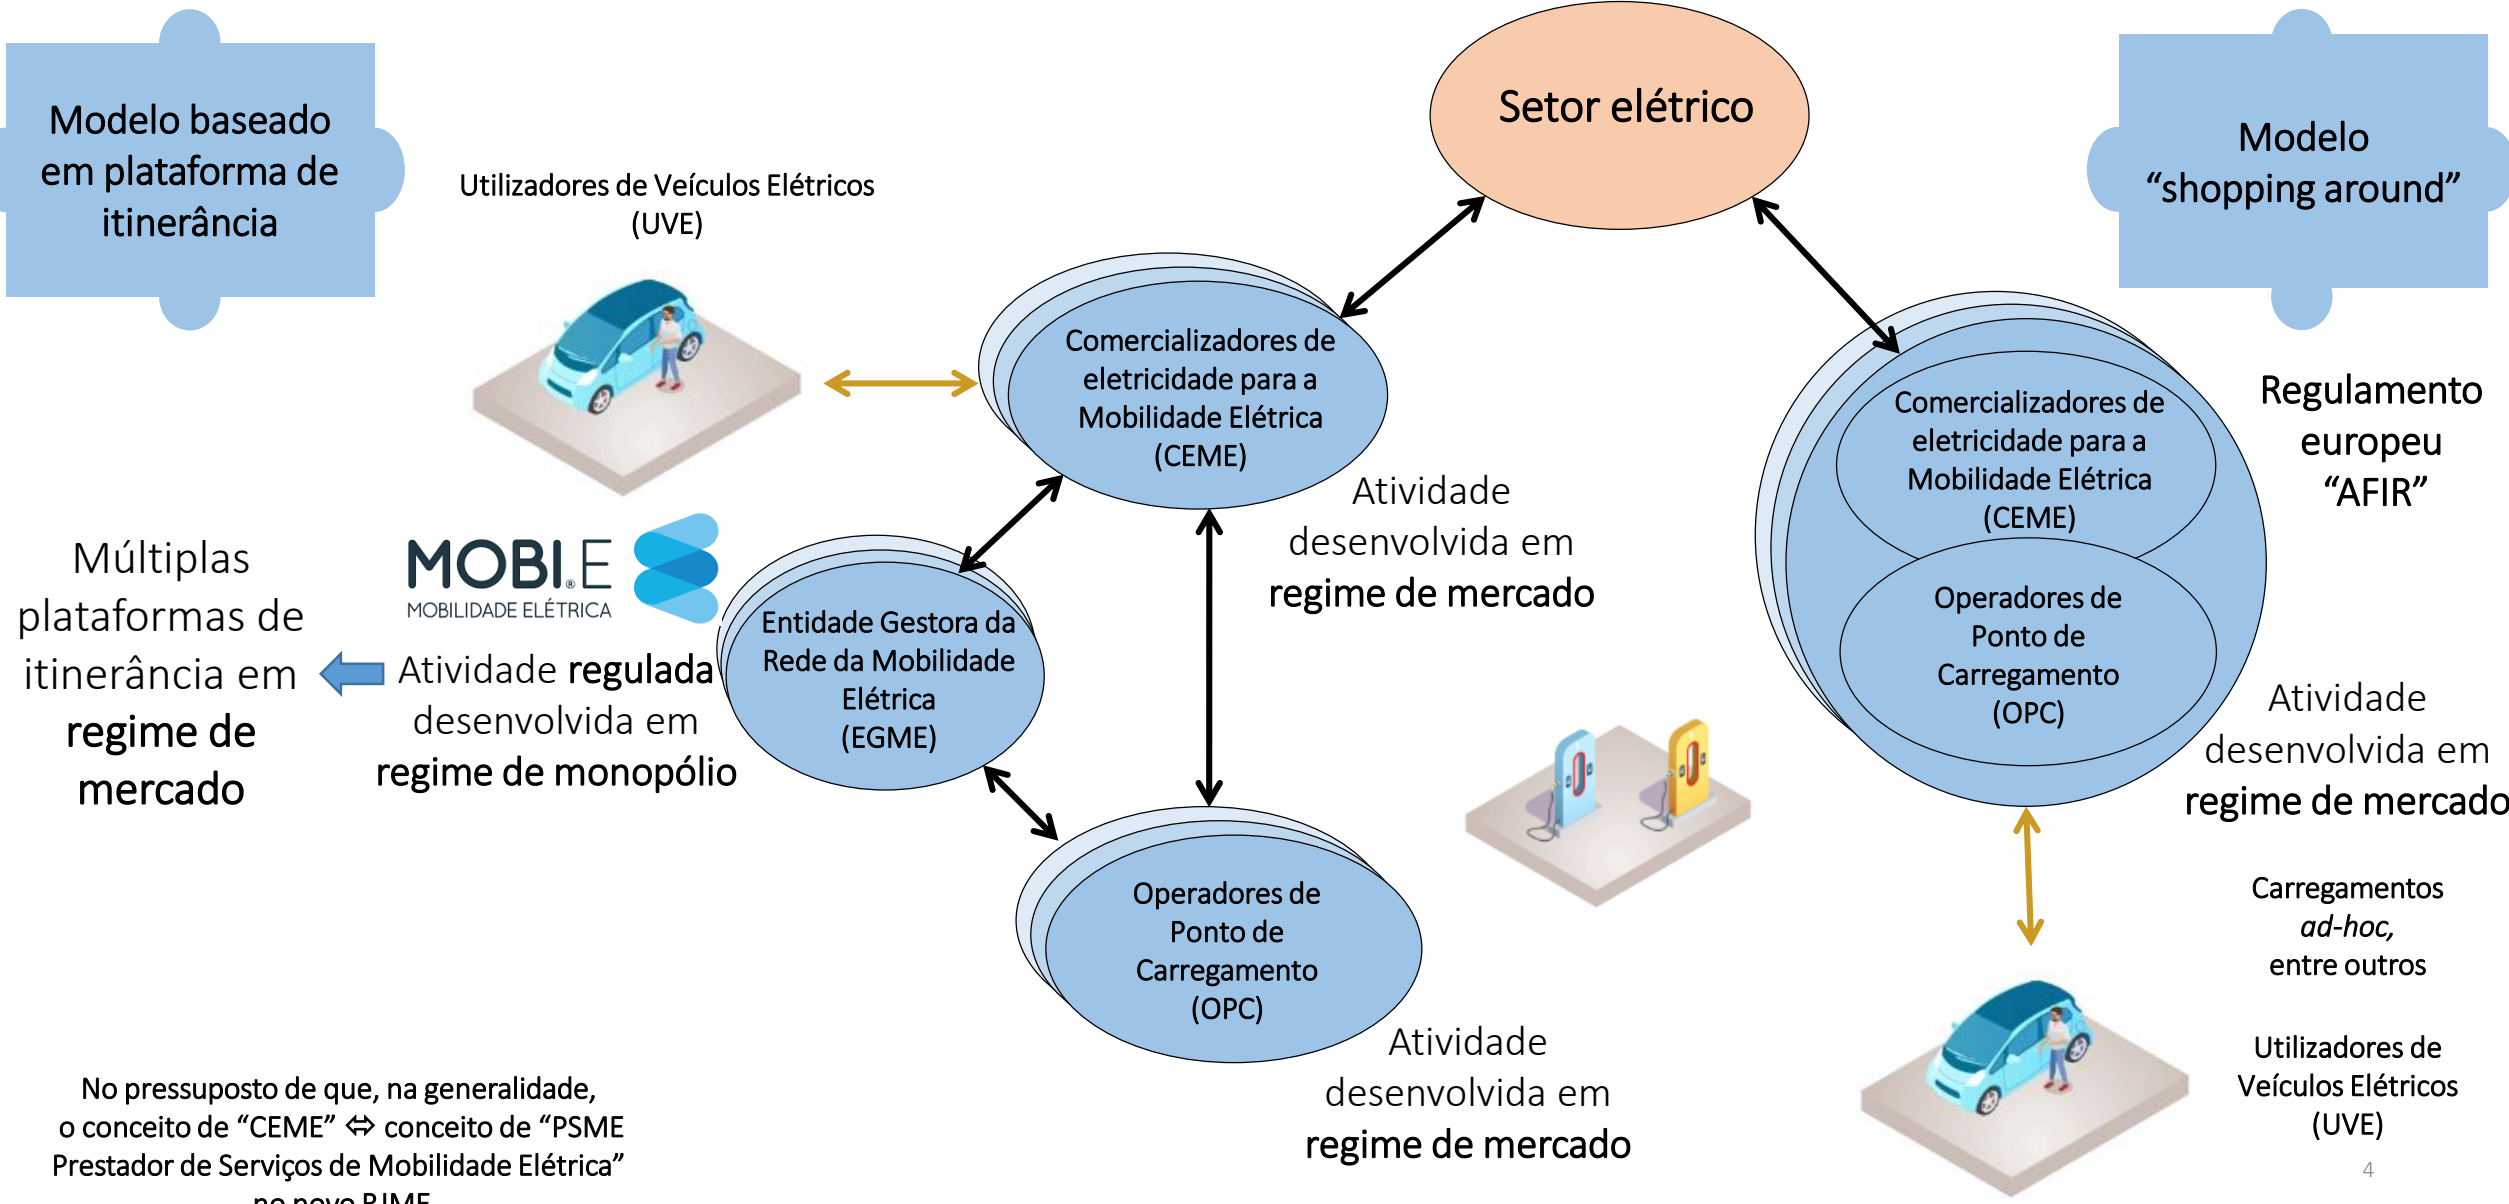 Modelo baseado
em plataforma de
itinerância
Utilizadores de Veículos Elétricos
(UVE)
Setor elétrico
Modelo
“shopping around”
Comercializadores de
eletricidade para a
Mobilidade Elétrica
(CEME)
Atividade
desenvolvida em
regime de mercado
Comercializadores de
eletricidade para a
Mobilidade Elétrica
(CEME)
Operadores de
Ponto de
Carregamento
(OPC)
Regulamento
europeu
“AFIR”
Múltiplas
plataformas de
itinerância em
regime de
mercado
MOBI.E
®
MOBILIDADE ELÉTRICA
Atividade regulada
desenvolvida em
regime de monopólio
Entidade Gestora da
Rede da Mobilidade
Elétrica
(EGME)
Atividade
desenvolvida em
regime de mercado
Operadores de
Ponto de
Carregamento
(OPC)
Atividade
desenvolvida em
regime de mercado
Carregamentos
ad-hoc,
entre outros
Utilizadores de
Veículos Elétricos
(UVE)
No pressuposto de que, na generalidade,
o conceito de “CEME” ⇔ conceito de “PSME
Prestador de Serviços de Mobilidade Elétrica”
no novo RJME
4